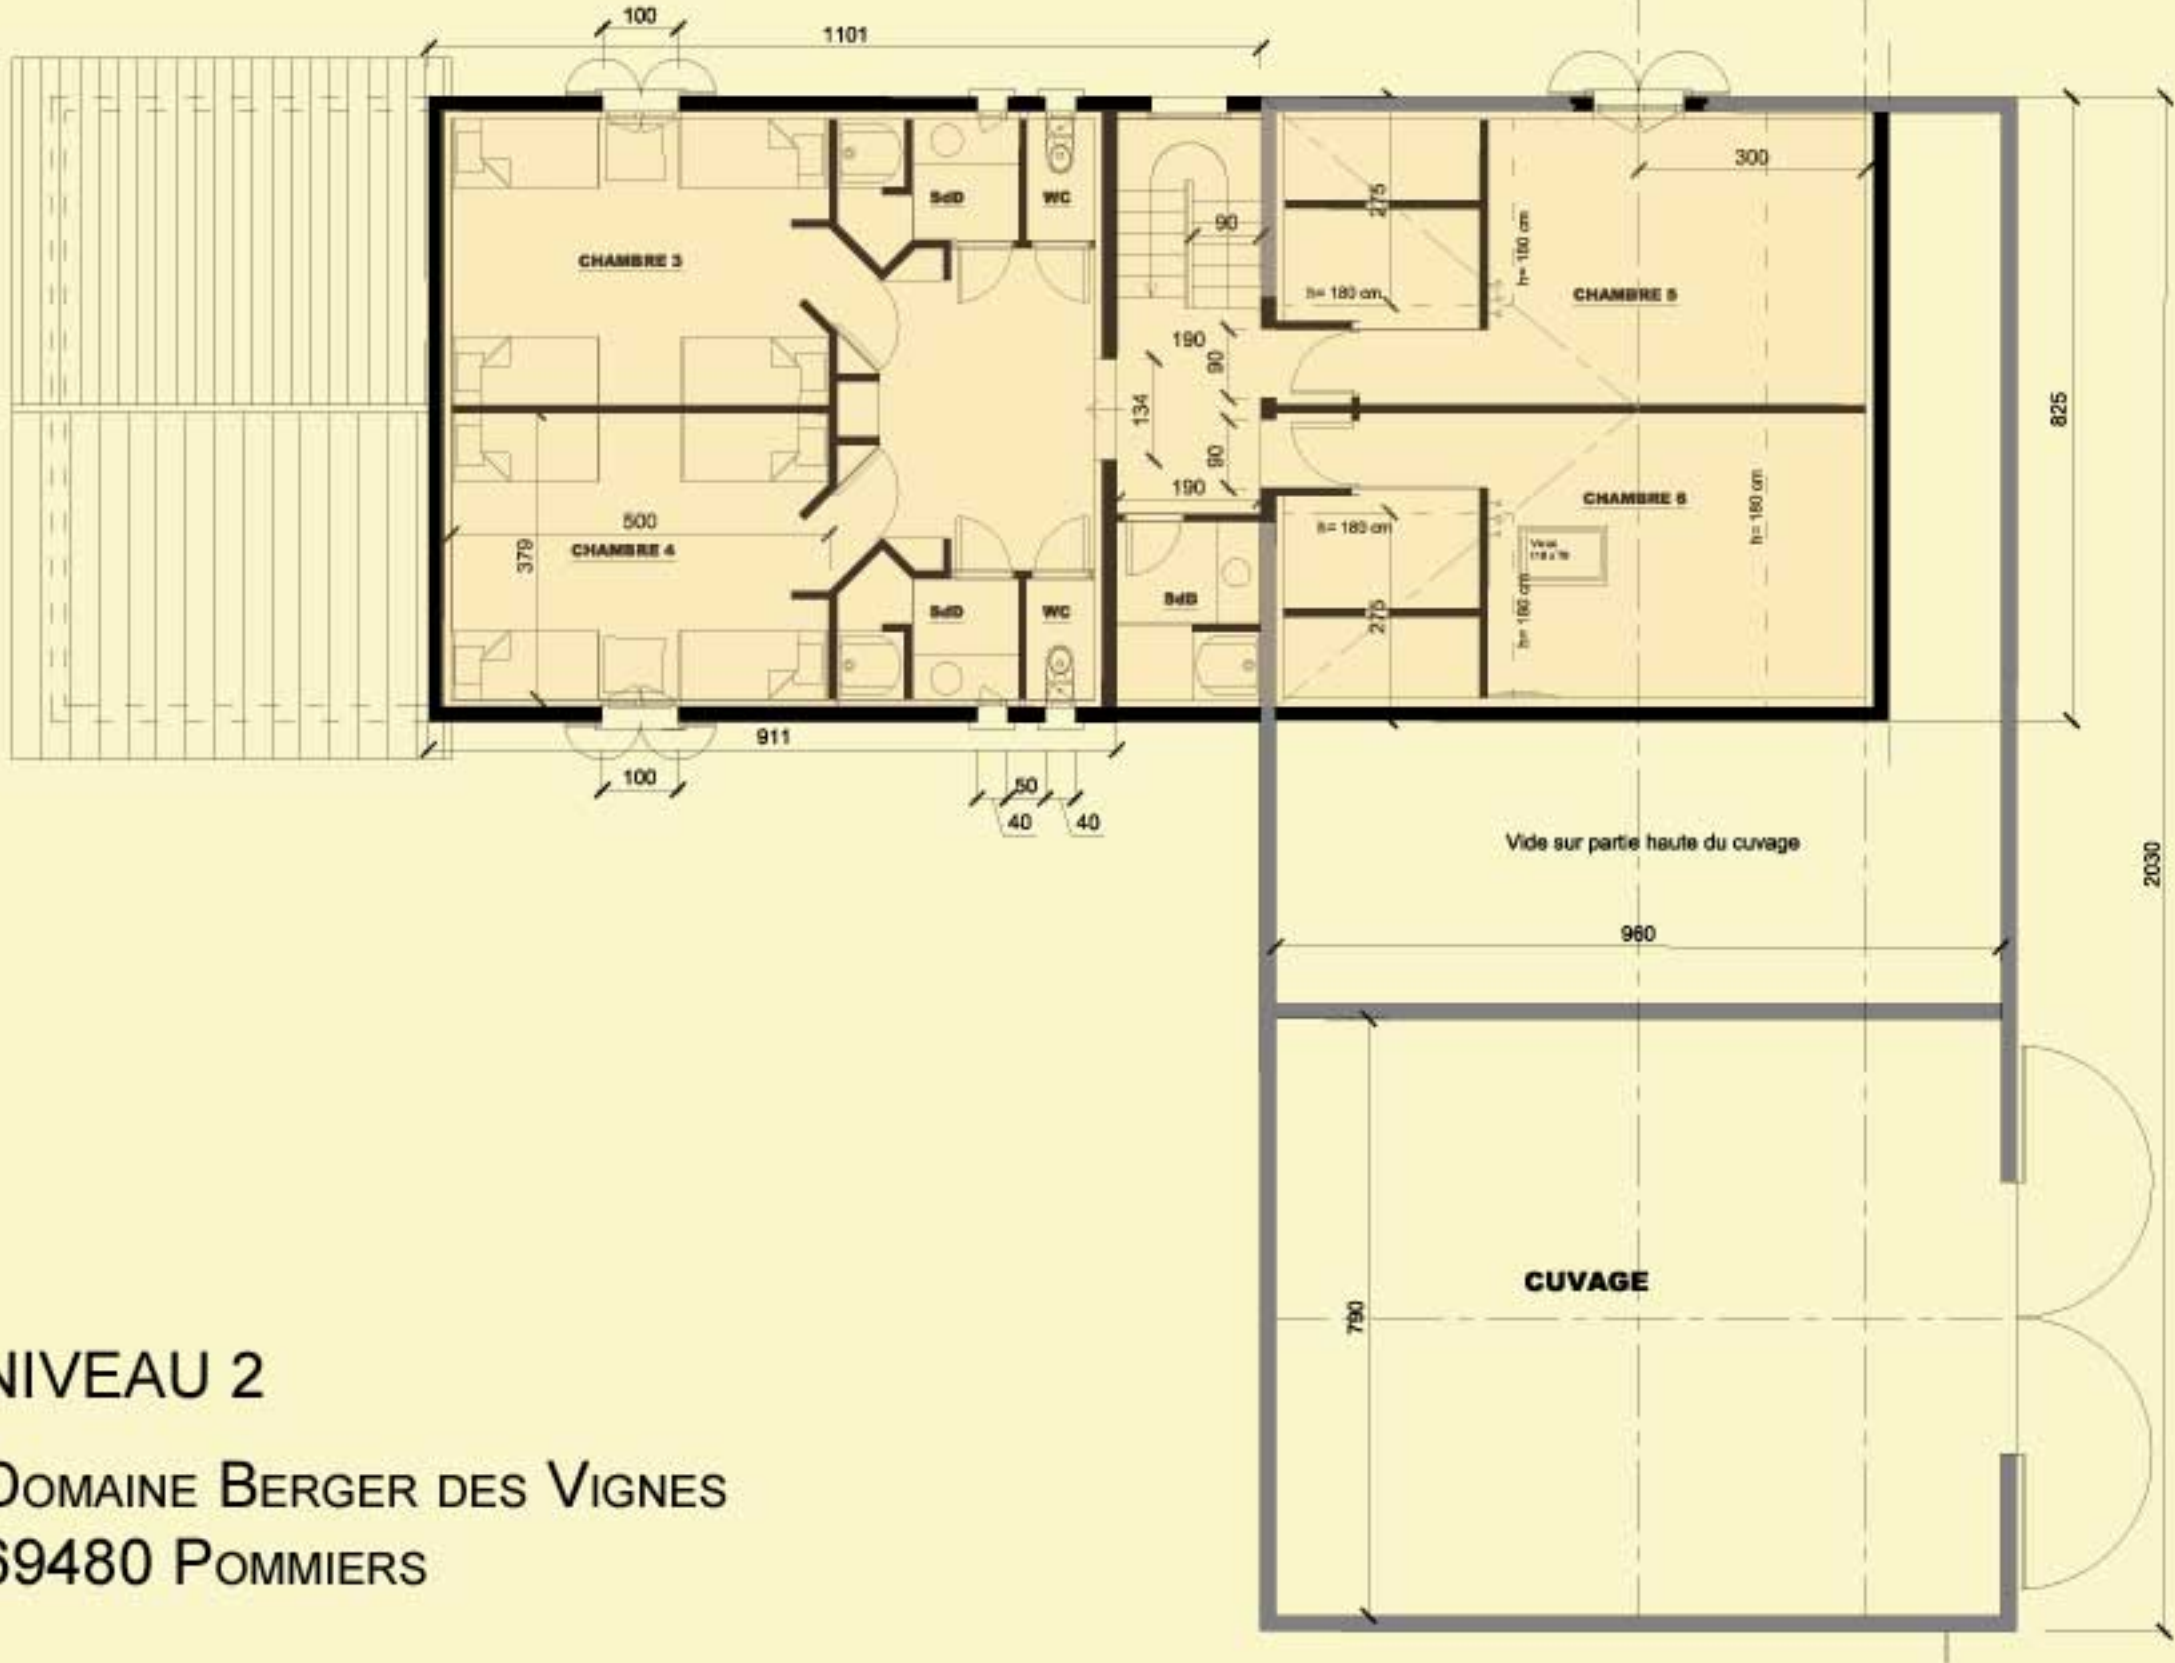 100
1101
300
SdD
WC
275
90
h= 180 cm
CHAMBRE 3
h= 180 cm
CHAMBRE 5
190
90
134
825
90
190
h= 180 cm
CHAMBRE 6
h= 180 cm
500
379
CHAMBRE 4
h= 180 cm
SdD
WC
SdB
275
911
100
50
40
40
Vide sur partie haute du cuvage
2030
960
CUVAGE
790
NIVEAU 2
DOMAINE BERGER DES VIGNES
69480 POMMIERS